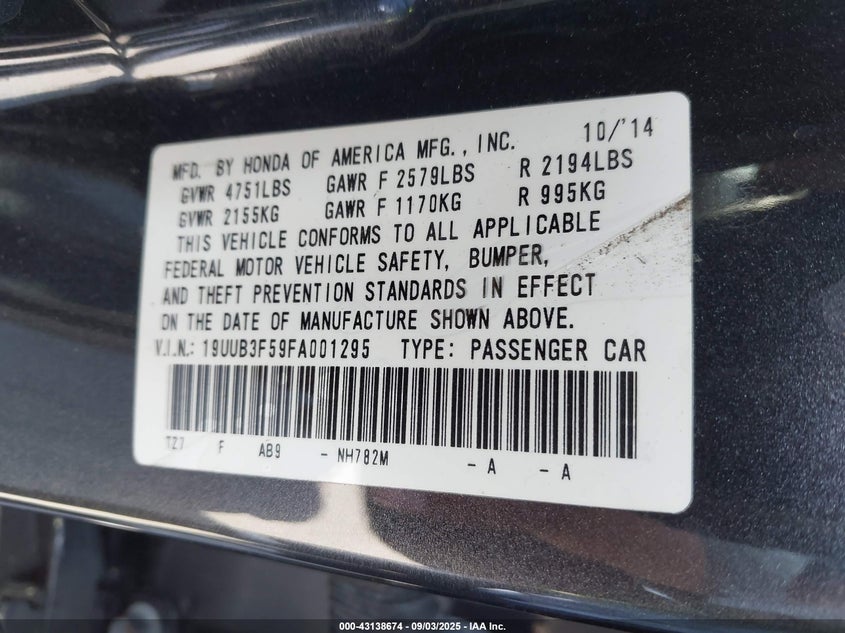 MFD. BY HONDA OF AMERICA MFG., INC. 10/'14
GVWR 4751LBS GAWR F 2579LBS R 2194LBS
GVWR 2155KG GAWR F 1170KG R 995KG
THIS VEHICLE CONFORMS TO ALL APPLICABLE
FEDERAL MOTOR VEHICLE SAFETY, BUMPER,
AND THEFT PREVENTION STANDARDS IN EFFECT
ON THE DATE OF MANUFACTURE SHOWN ABOVE.
V.I.N.: 19UUB3F59FA001295 TYPE: PASSENGER CAR
TZ7 F AB9 - NH782M - A - A
000-43138674 - 09/03/2025 - IAA Inc.